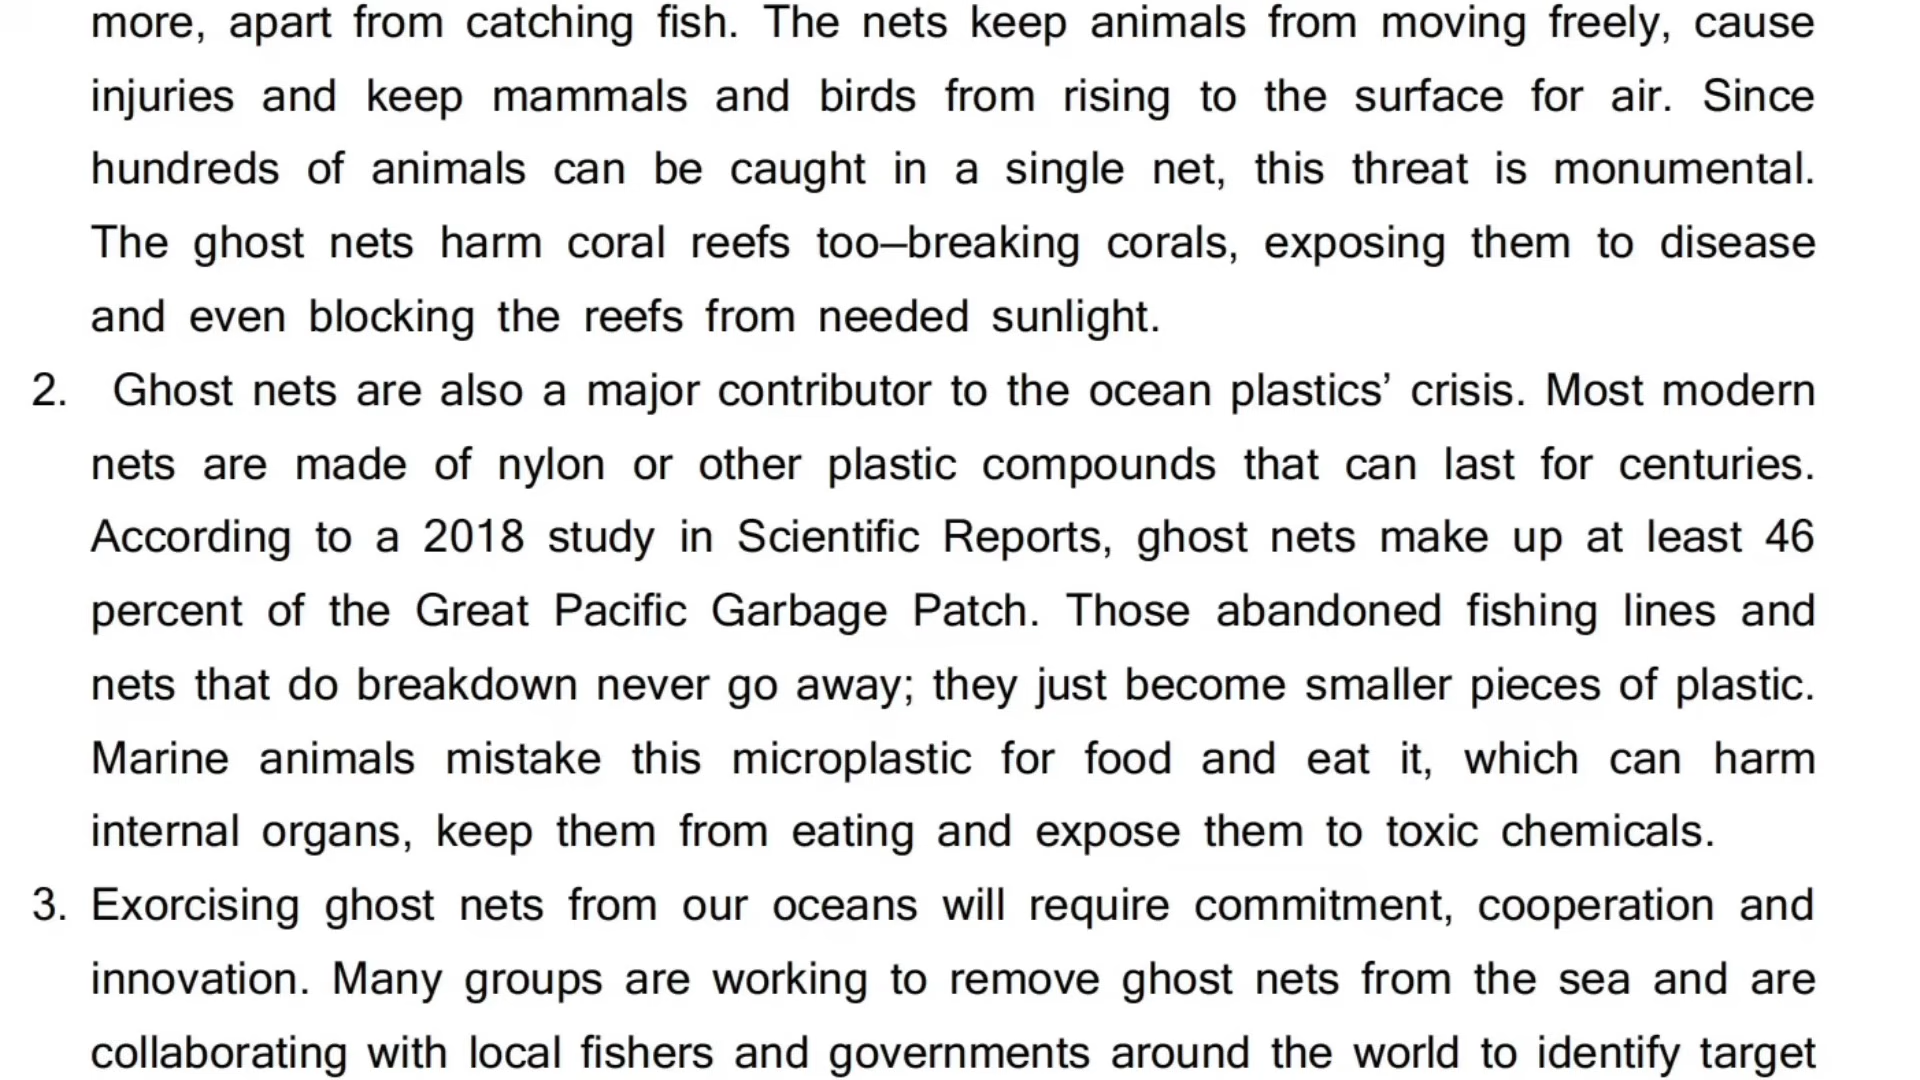 more, apart from catching fish. The nets keep animals from moving freely, cause
injuries and keep mammals and birds from rising to the surface for air. Since
hundreds of animals can be caught in a single net, this threat is monumental.
The ghost nets harm coral reefs too–breaking corals, exposing them to disease
and even blocking the reefs from needed sunlight.
2. Ghost nets are also a major contributor to the ocean plastics’ crisis. Most modern
nets are made of nylon or other plastic compounds that can last for centuries.
According to a 2018 study in Scientific Reports, ghost nets make up at least 46
percent of the Great Pacific Garbage Patch. Those abandoned fishing lines and
nets that do breakdown never go away; they just become smaller pieces of plastic.
Marine animals mistake this microplastic for food and eat it, which can harm
internal organs, keep them from eating and expose them to toxic chemicals.
3. Exorcising ghost nets from our oceans will require commitment, cooperation and
innovation. Many groups are working to remove ghost nets from the sea and are
collaborating with local fishers and governments around the world to identify target